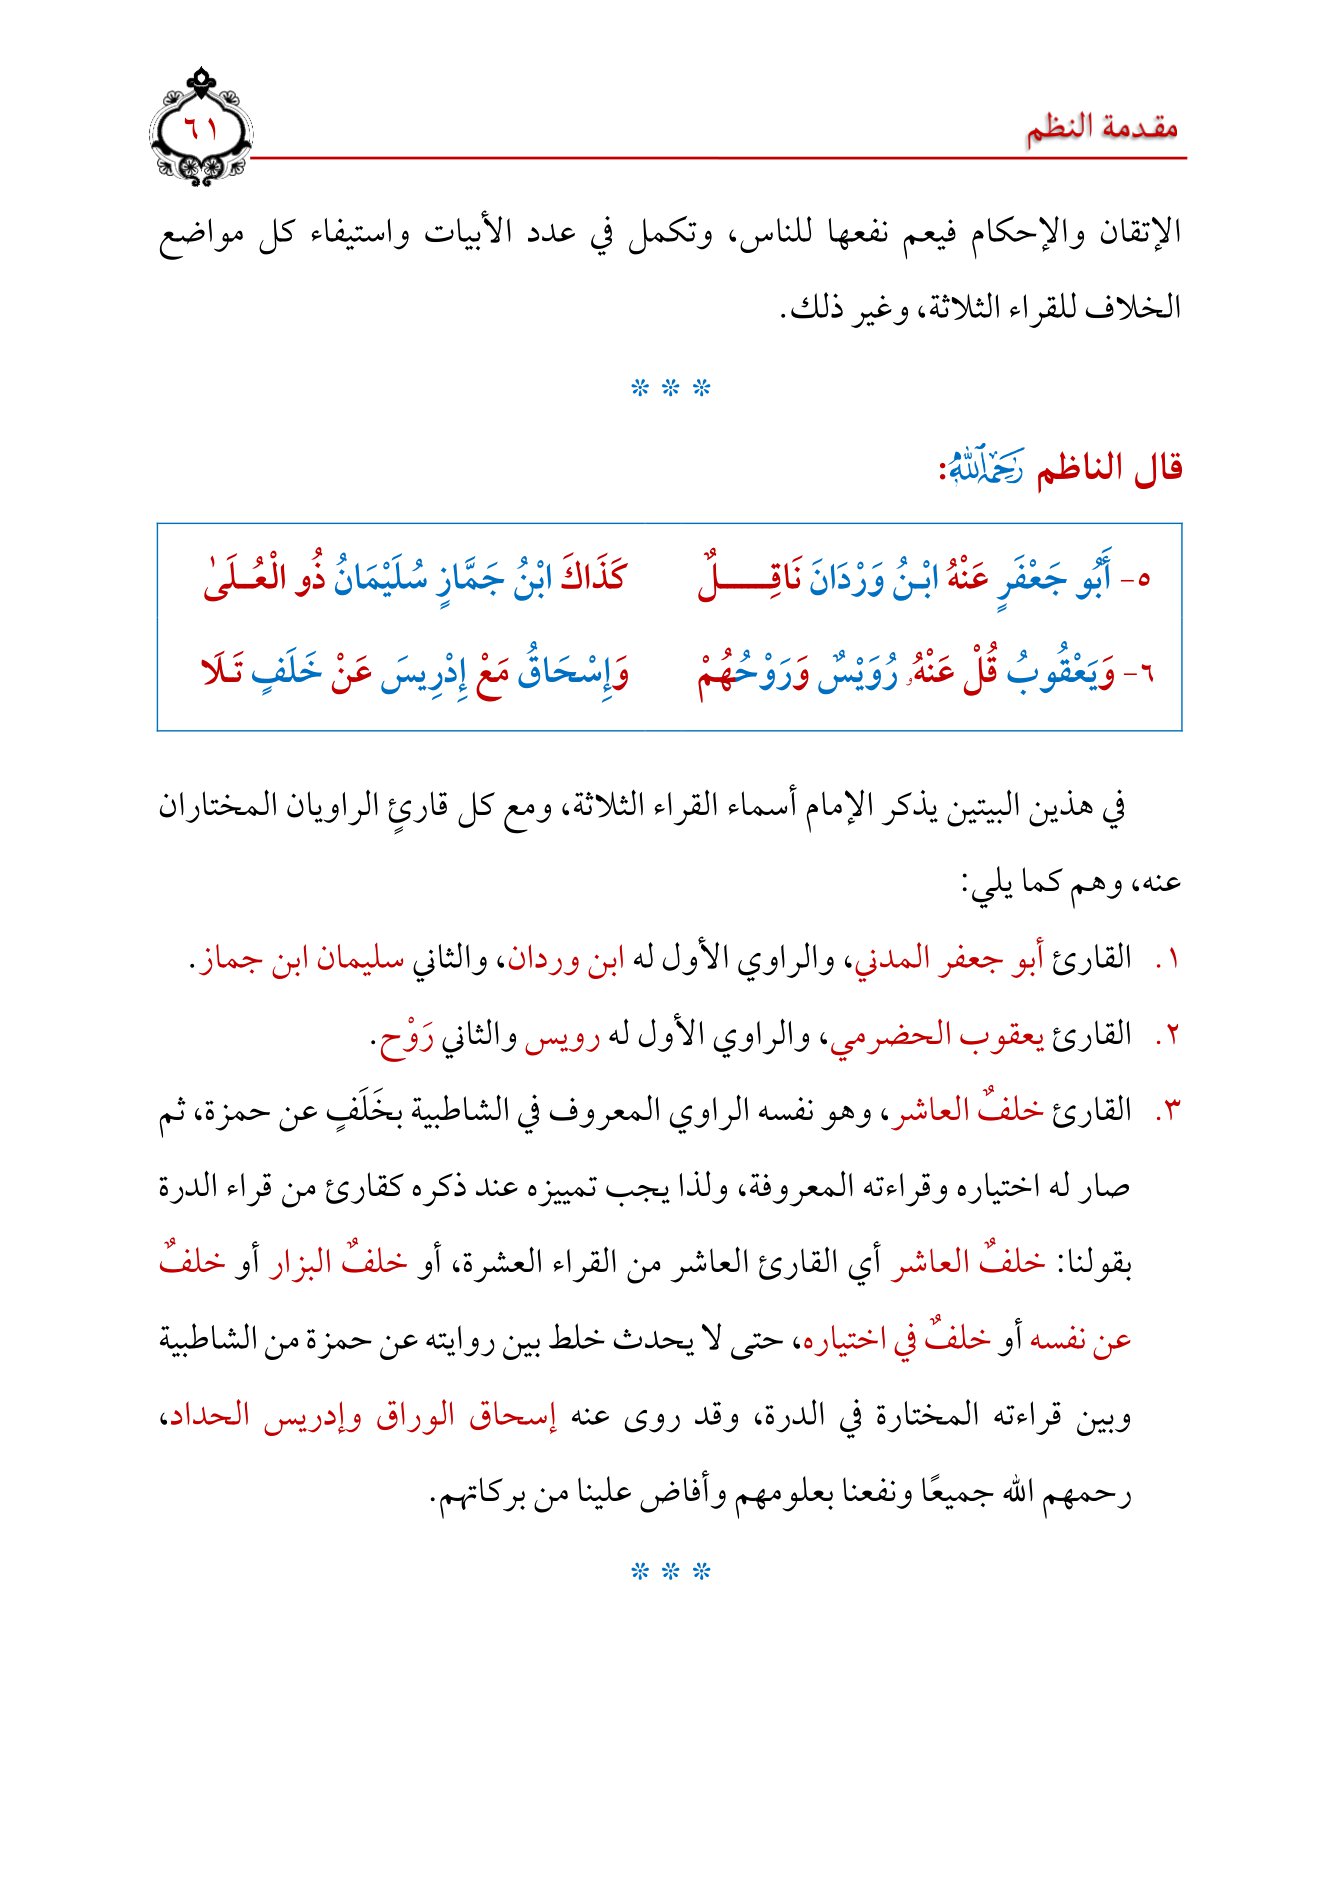 مقدمة النظم
٦١
الإتقان والإحكام فيعم نفعها للناس، وتكمل في عدد الأبيات واستيفاء كل مواضع
الخلاف للقراء الثلاثة، وغير ذلك.
* * *
قال الناظم رَحِمَهُ ٱللَّهُ:
٥- أَبُو جَعْفَرٍ عَنْهُ ابْنُ وَرْدَانَ نَاقِلٌ كَذَاكَ ابْنُ جَمَّازٍ سُلَيْمَانُ ذُو الْعُلَىٰ
٦- وَيَعْقُوبُ قُلْ عَنْهُۥ رُوَيْسٌ وَرَوْحُهُمْ وَإِسْحَاقُ مَعْ إِدْرِيسَ عَنْ خَلَفٍ تَلَا
في هذين البيتين يذكر الإمام أسماء القراء الثلاثة، ومع كل قارئٍ الراويان المختاران
عنه، وهم كما يلي:
١. القارئ أبو جعفر المدني، والراوي الأول له ابن وردان، والثاني سليمان ابن جماز.
٢. القارئ يعقوب الحضرمي، والراوي الأول له رويس والثاني رَوْح.
٣. القارئ خلفٌ العاشر، وهو نفسه الراوي المعروف في الشاطبية بخَلَفٍ عن حمزة، ثم
صار له اختياره وقراءته المعروفة، ولذا يجب تمييزه عند ذكره كقارئ من قراء الدرة
بقولنا: خلفٌ العاشر أي القارئ العاشر من القراء العشرة، أو خلفٌ البزار أو خلفٌ
عن نفسه أو خلفٌ في اختياره، حتى لا يحدث خلط بين روايته عن حمزة من الشاطبية
وبين قراءته المختارة في الدرة، وقد روى عنه إسحاق الوراق وإدريس الحداد،
رحمهم الله جميعًا ونفعنا بعلومهم وأفاض علينا من بركاتهم.
* * *